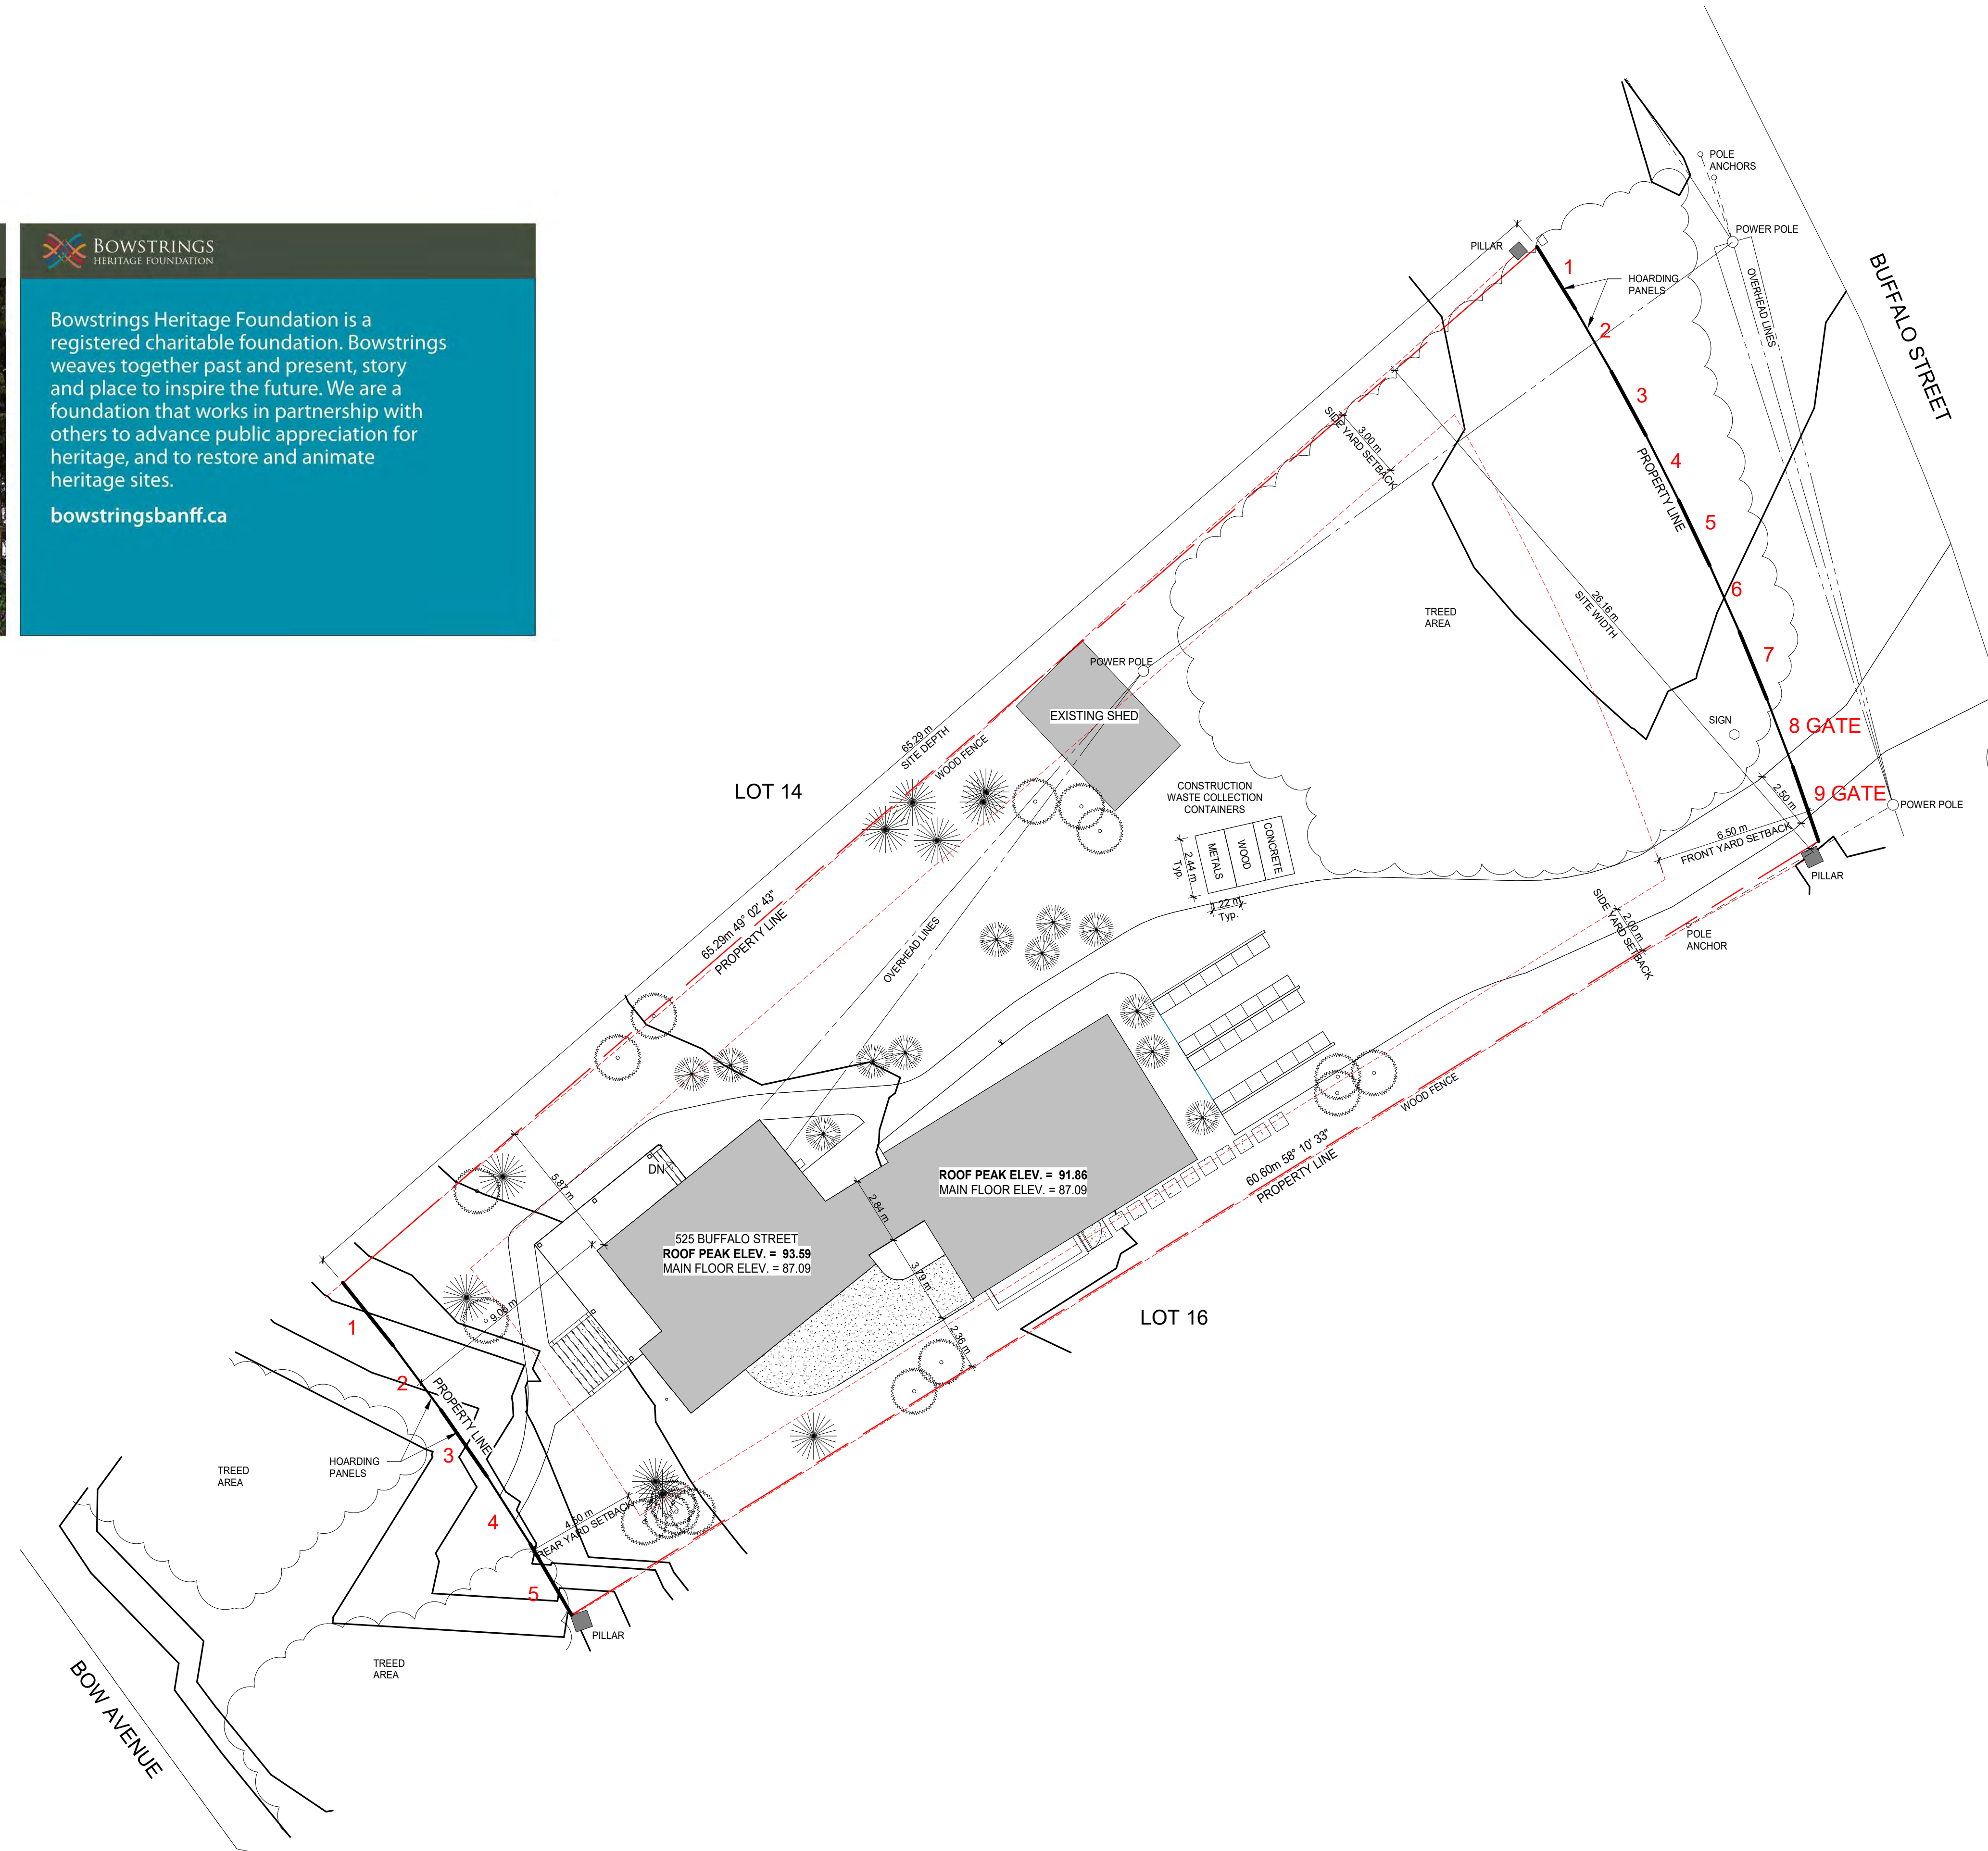 BOWSTRINGS
HERITAGE FOUNDATION
Bowstrings Heritage Foundation is a
registered charitable foundation. Bowstrings
weaves together past and present, story
and place to inspire the future. We are a
foundation that works in partnership with
others to advance public appreciation for
heritage, and to restore and animate
heritage sites.
bowstringsbanff.ca
POLE
ANCHORS
POWER POLE
OVERHEAD LINES
BUFFALO STREET
PILLAR
HOARDING
PANELS
1
2
3
4
5
6
7
8 GATE
9 GATE
PROPERTY LINE
SIDE YARD SETBACK
3.00 m
26.16 m
SITE WIDTH
TREED
AREA
SIGN
2.50 m
POWER POLE
6.50 m
FRONT YARD SETBACK
PILLAR
POLE
ANCHOR
2.00 m
SIDE YARD SETBACK
POWER POLE
EXISTING SHED
65.29 m
SITE DEPTH
WOOD FENCE
LOT 14
CONSTRUCTION
WASTE COLLECTION
CONTAINERS
METALS
WOOD
CONCRETE
2.44 m
Typ.
1.22 m
Typ.
65.29m 49° 02' 43"
PROPERTY LINE
OVERHEAD LINES
WOOD FENCE
60.60m 58° 10' 33"
PROPERTY LINE
DN
5.87 m
2.84 m
ROOF PEAK ELEV. = 91.86
MAIN FLOOR ELEV. = 87.09
525 BUFFALO STREET
ROOF PEAK ELEV. = 93.59
MAIN FLOOR ELEV. = 87.09
3.79 m
2.36 m
LOT 16
1
2
3
4
5
PROPERTY LINE
HOARDING
PANELS
TREED
AREA
4.50 m
REAR YARD SETBACK
PILLAR
TREED
AREA
BOW AVENUE